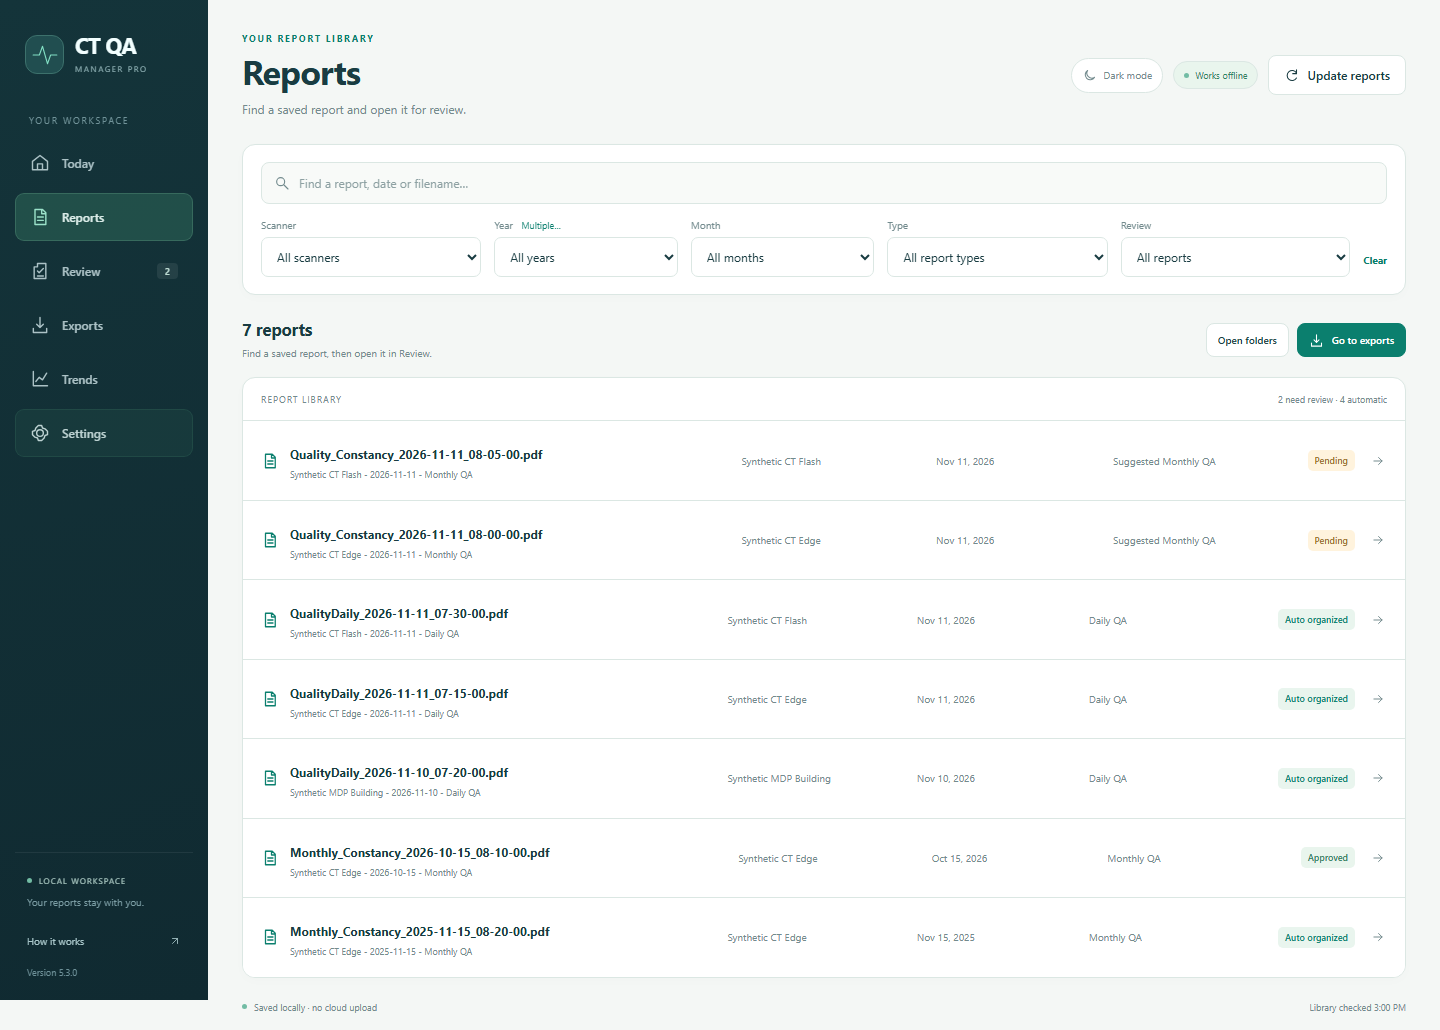 CT QA
MANAGER PRO
YOUR WORKSPACE
Today
Reports
Review 2
Exports
Trends
Settings
LOCAL WORKSPACE
Your reports stay with you.
How it works
Version 5.3.0
YOUR REPORT LIBRARY
Reports
Find a saved report and open it for review.
Dark mode
Works offline
Update reports
Find a report, date or filename...
Scanner
All scanners
Year Multiple...
All years
Month
All months
Type
All report types
Review
All reports
Clear
7 reports
Find a saved report, then open it in Review.
Open folders
Go to exports
REPORT LIBRARY
2 need review · 4 automatic
Quality_Constancy_2026-11-11_08-05-00.pdf
Synthetic CT Flash - 2026-11-11 - Monthly QA
Synthetic CT Flash
Nov 11, 2026
Suggested Monthly QA
Pending
Quality_Constancy_2026-11-11_08-00-00.pdf
Synthetic CT Edge - 2026-11-11 - Monthly QA
Synthetic CT Edge
Nov 11, 2026
Suggested Monthly QA
Pending
QualityDaily_2026-11-11_07-30-00.pdf
Synthetic CT Flash - 2026-11-11 - Daily QA
Synthetic CT Flash
Nov 11, 2026
Daily QA
Auto organized
QualityDaily_2026-11-11_07-15-00.pdf
Synthetic CT Edge - 2026-11-11 - Daily QA
Synthetic CT Edge
Nov 11, 2026
Daily QA
Auto organized
QualityDaily_2026-11-10_07-20-00.pdf
Synthetic MDP Building - 2026-11-10 - Daily QA
Synthetic MDP Building
Nov 10, 2026
Daily QA
Auto organized
Monthly_Constancy_2026-10-15_08-10-00.pdf
Synthetic CT Edge - 2026-10-15 - Monthly QA
Synthetic CT Edge
Oct 15, 2026
Monthly QA
Approved
Monthly_Constancy_2025-11-15_08-20-00.pdf
Synthetic CT Edge - 2025-11-15 - Monthly QA
Synthetic CT Edge
Nov 15, 2025
Monthly QA
Auto organized
Saved locally · no cloud upload
Library checked 3:00 PM